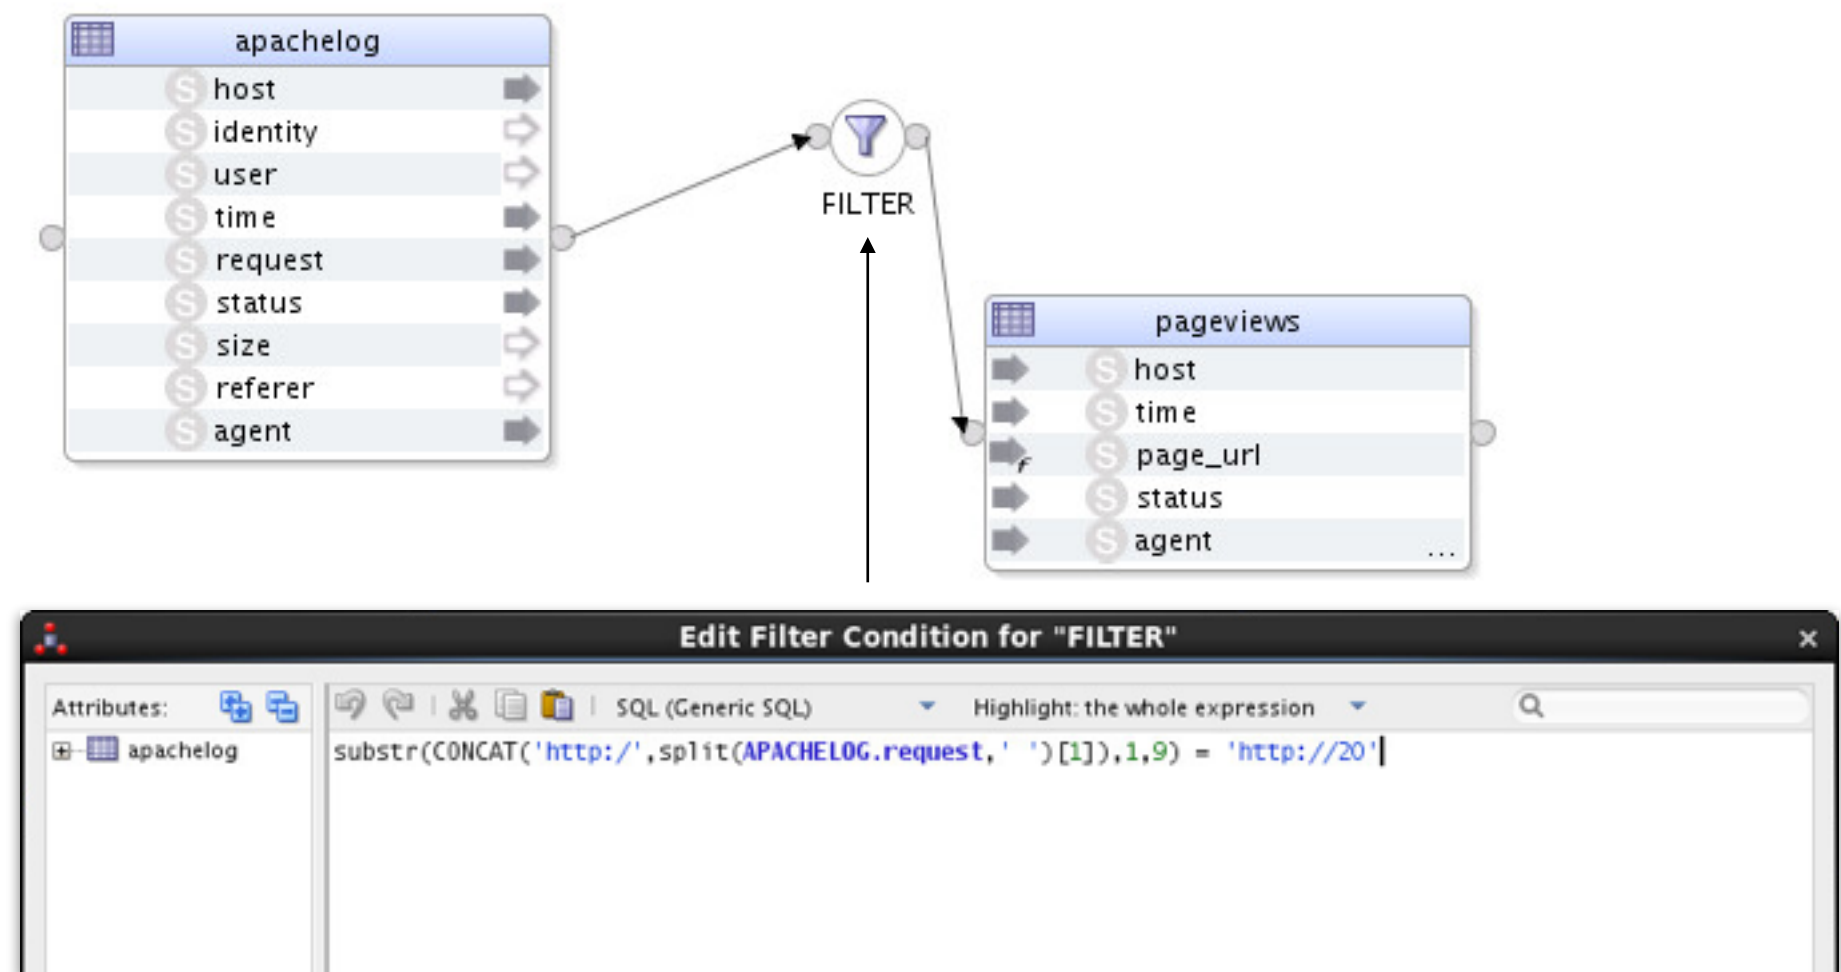 apachelog
S host
S identity
S user
S time
S request
S status
S size
S referer
S agent
FILTER
pageviews
S host
S time
f S page_url
S status
S agent ...
Edit Filter Condition for "FILTER"
Attributes:
SQL (Generic SQL)
Highlight: the whole expression
apachelog
substr(CONCAT('http:/',split(APACHELOG.request,' ')[1]),1,9) = 'http://20'